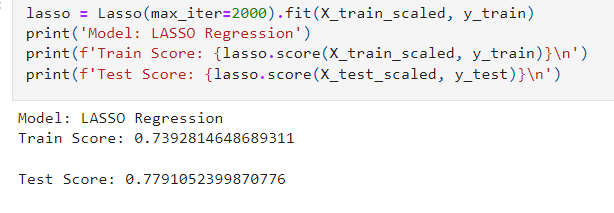 lasso = Lasso(max_iter=2000).fit(X_train_scaled, y_train)
print('Model: LASSO Regression')
print(f'Train Score: {lasso.score(X_train_scaled, y_train)}\n')
print(f'Test Score: {lasso.score(X_test_scaled, y_test)}\n')
Model: LASSO Regression
Train Score: 0.7392814648689311
Test Score: 0.7791052399870776